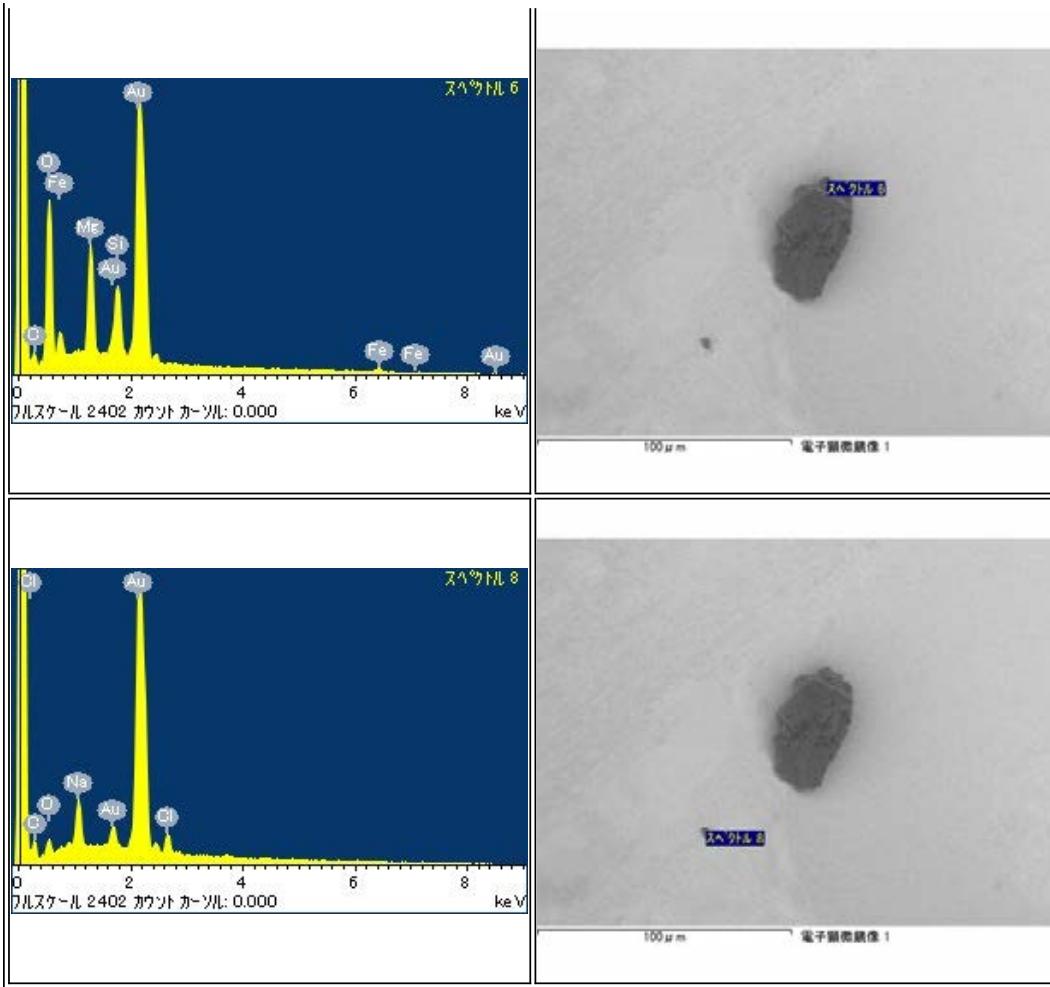 スペクトル 6
Au
O
Fe
Mg
Si
Au
C
Fe
Fe
Au
0 2 4 6 8
フルスケール 2402 カウント カーソル: 0.000 keV
スペクトル 6
100µm 電子顕微鏡像 1
スペクトル 8
Cl
Au
Na
O
Au
Cl
C
0 2 4 6 8
フルスケール 2402 カウント カーソル: 0.000 keV
スペクトル 8
100µm 電子顕微鏡像 1